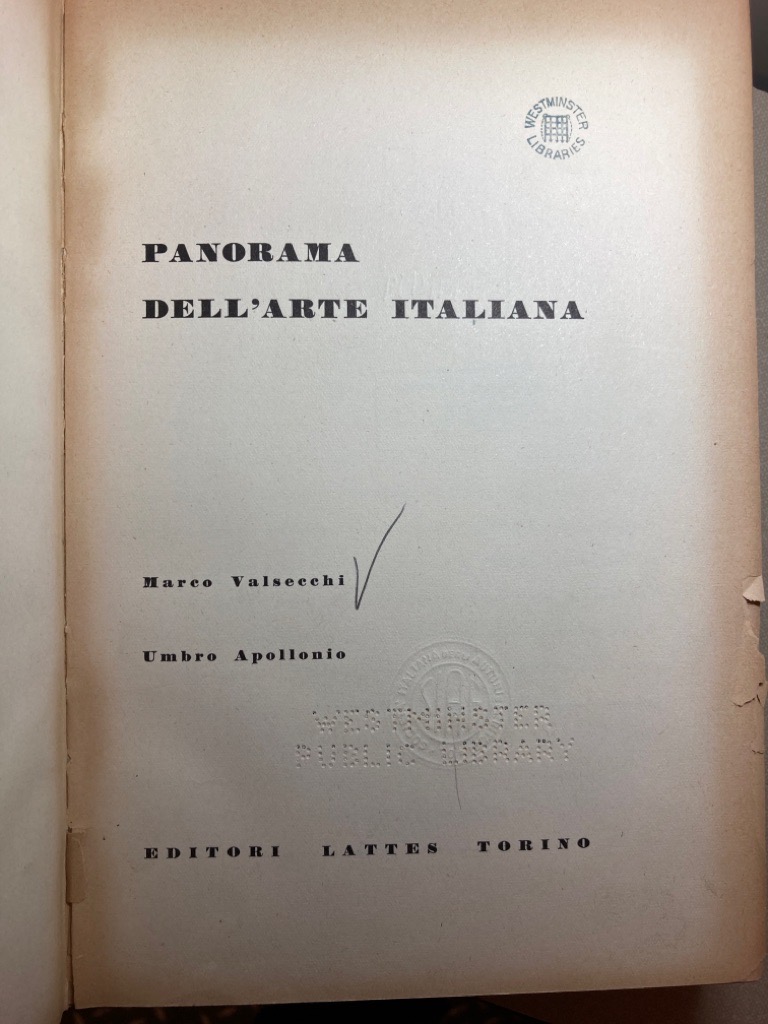 WESTMINSTER
LIBRARIES
PANORAMA
DELL'ARTE ITALIANA
Marco Valsecchi
Umbro Apollonio
WESTMINSTER
PUBLIC LIBRARY
EDITORI LATTES TORINO